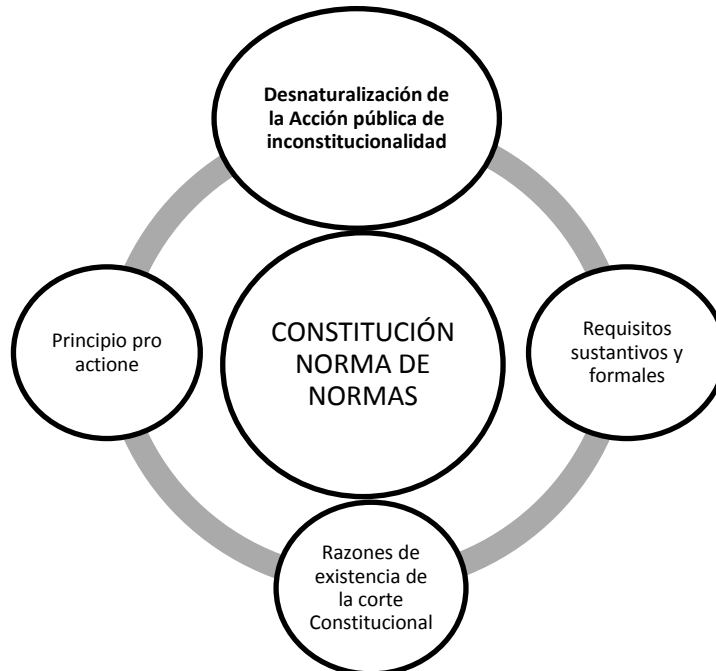 Desnaturalización de
la Acción pública de
inconstitucionalidad
Principio pro
actione
CONSTITUCIÓN
NORMA DE
NORMAS
Requisitos
sustantivos y
formales
Razones de
existencia de
la corte
Constitucional